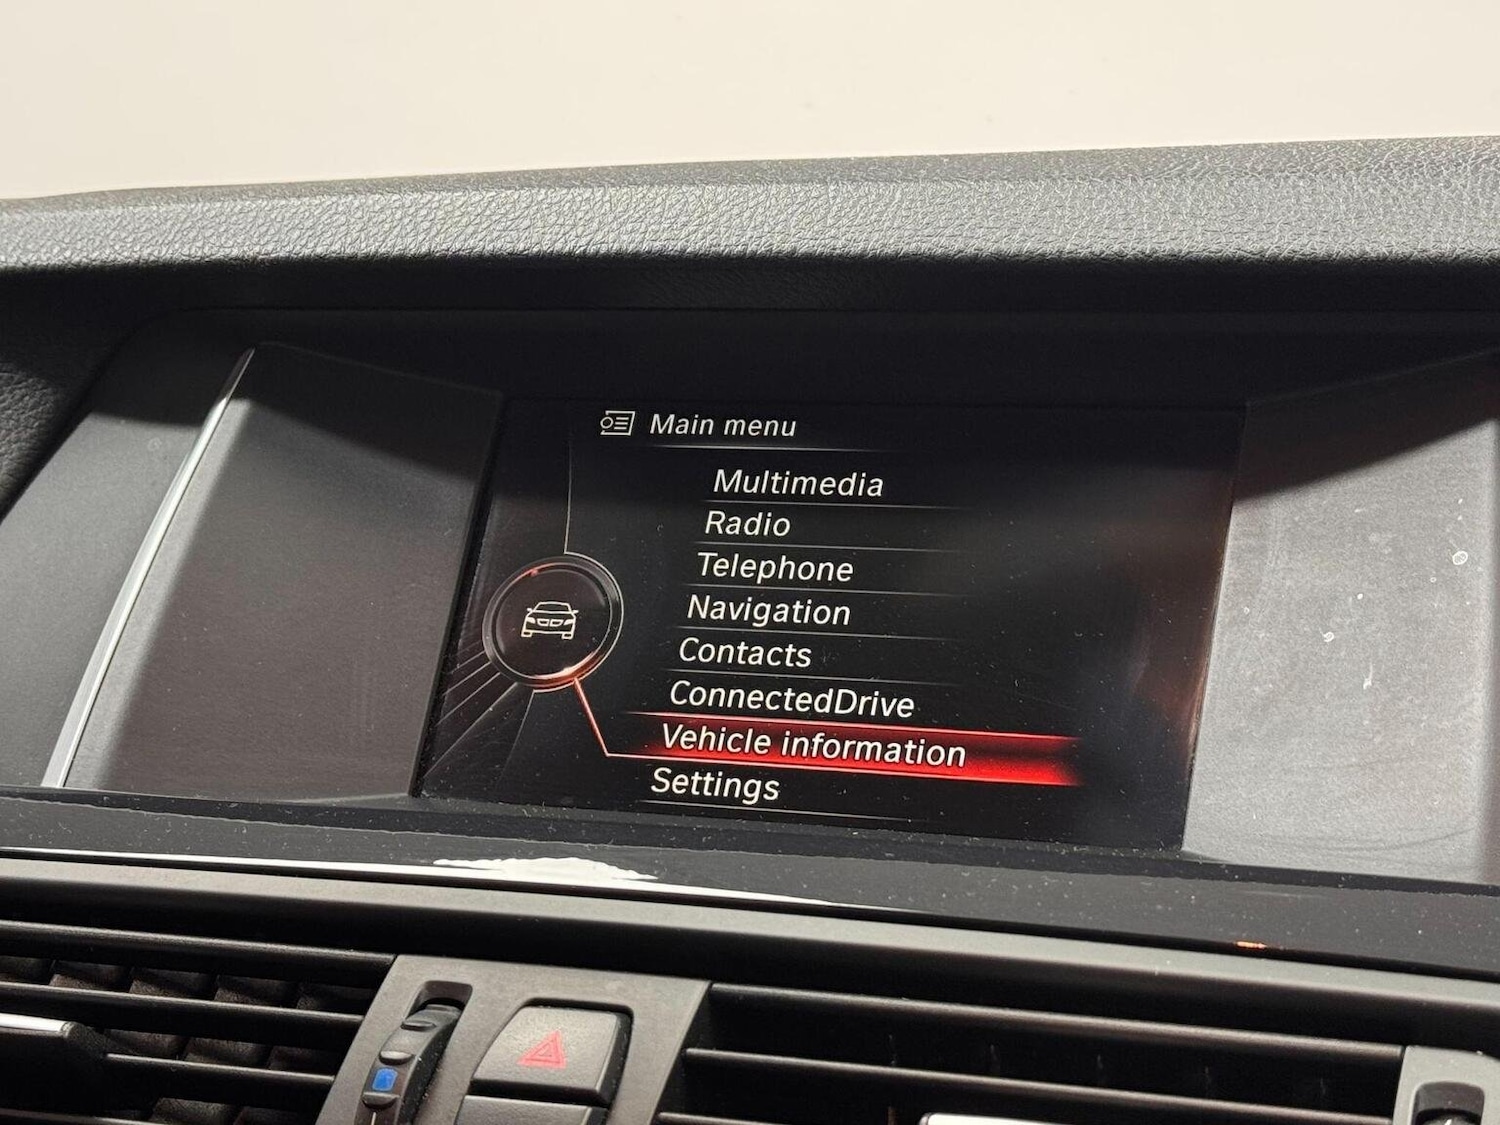 Main menu
Multimedia
Radio
Telephone
Navigation
Contacts
ConnectedDrive
Vehicle information
Settings